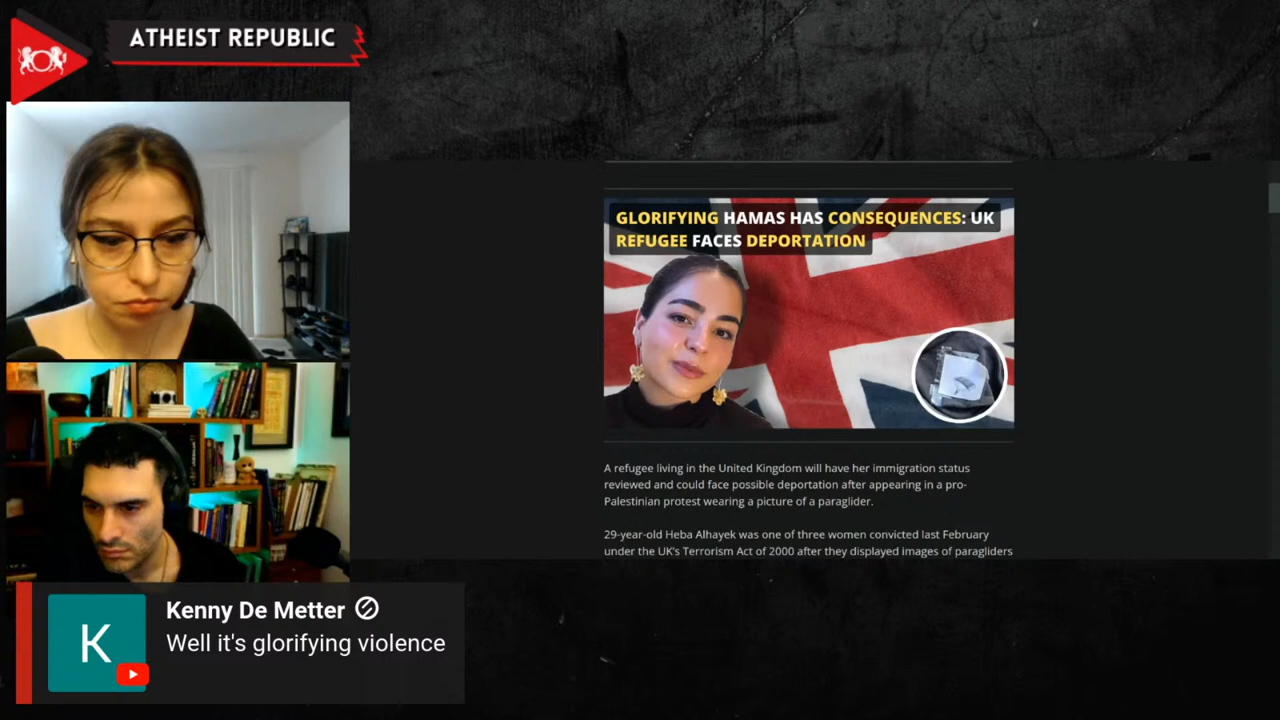 ATHEIST REPUBLIC
GLORIFYING HAMAS HAS CONSEQUENCES: UK
REFUGEE FACES DEPORTATION
A refugee living in the United Kingdom will have her immigration status
reviewed and could face possible deportation after appearing in a pro-
Palestinian protest wearing a picture of a paraglider.
29-year-old Heba Alhayek was one of three women convicted last February
under the UK's Terrorism Act of 2000 after they displayed images of paragliders
K
Kenny De Metter
Well it's glorifying violence